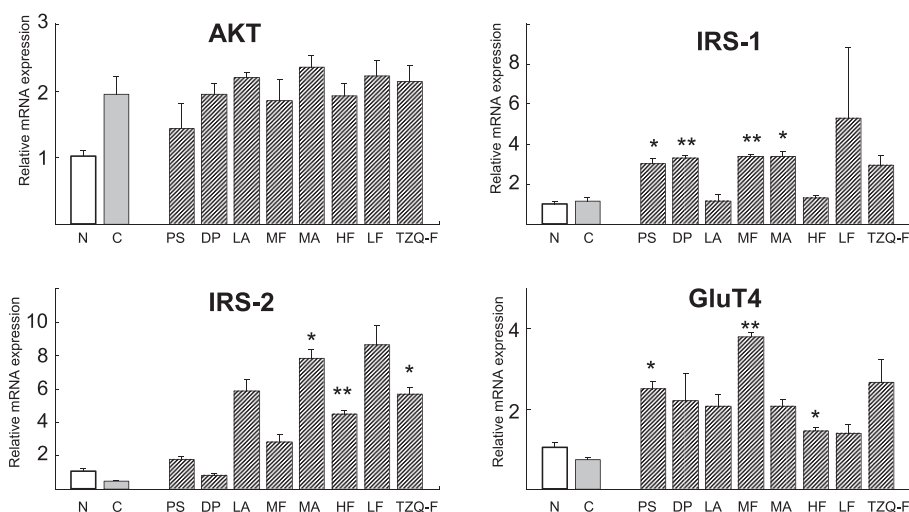 AKT
Relative mRNA expression
3
2
1
N C PS DP LA MF MA HF LF TZQ-F
IRS-1
Relative mRNA expression
8
6
4
2
* ** ** *
N C PS DP LA MF MA HF LF TZQ-F
IRS-2
Relative mRNA expression
10
8
6
4
2
* ** *
N C PS DP LA MF MA HF LF TZQ-F
GluT4
Relative mRNA expression
4
2
* ** *
N C PS DP LA MF MA HF LF TZQ-F